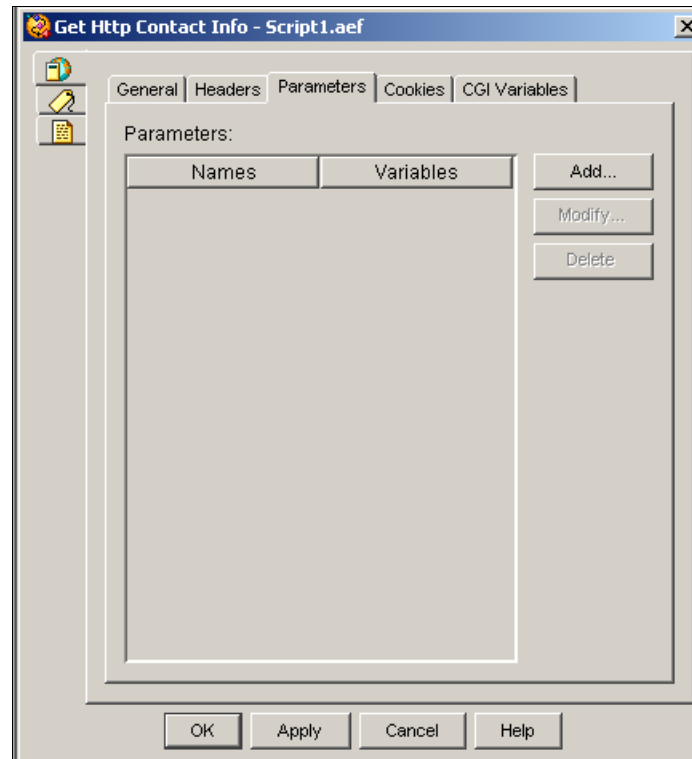 Get Http Contact Info - Script1.aef
General Headers Parameters Cookies CGI Variables
Parameters:
Names Variables Add...
Modify...
Delete
OK Apply Cancel Help